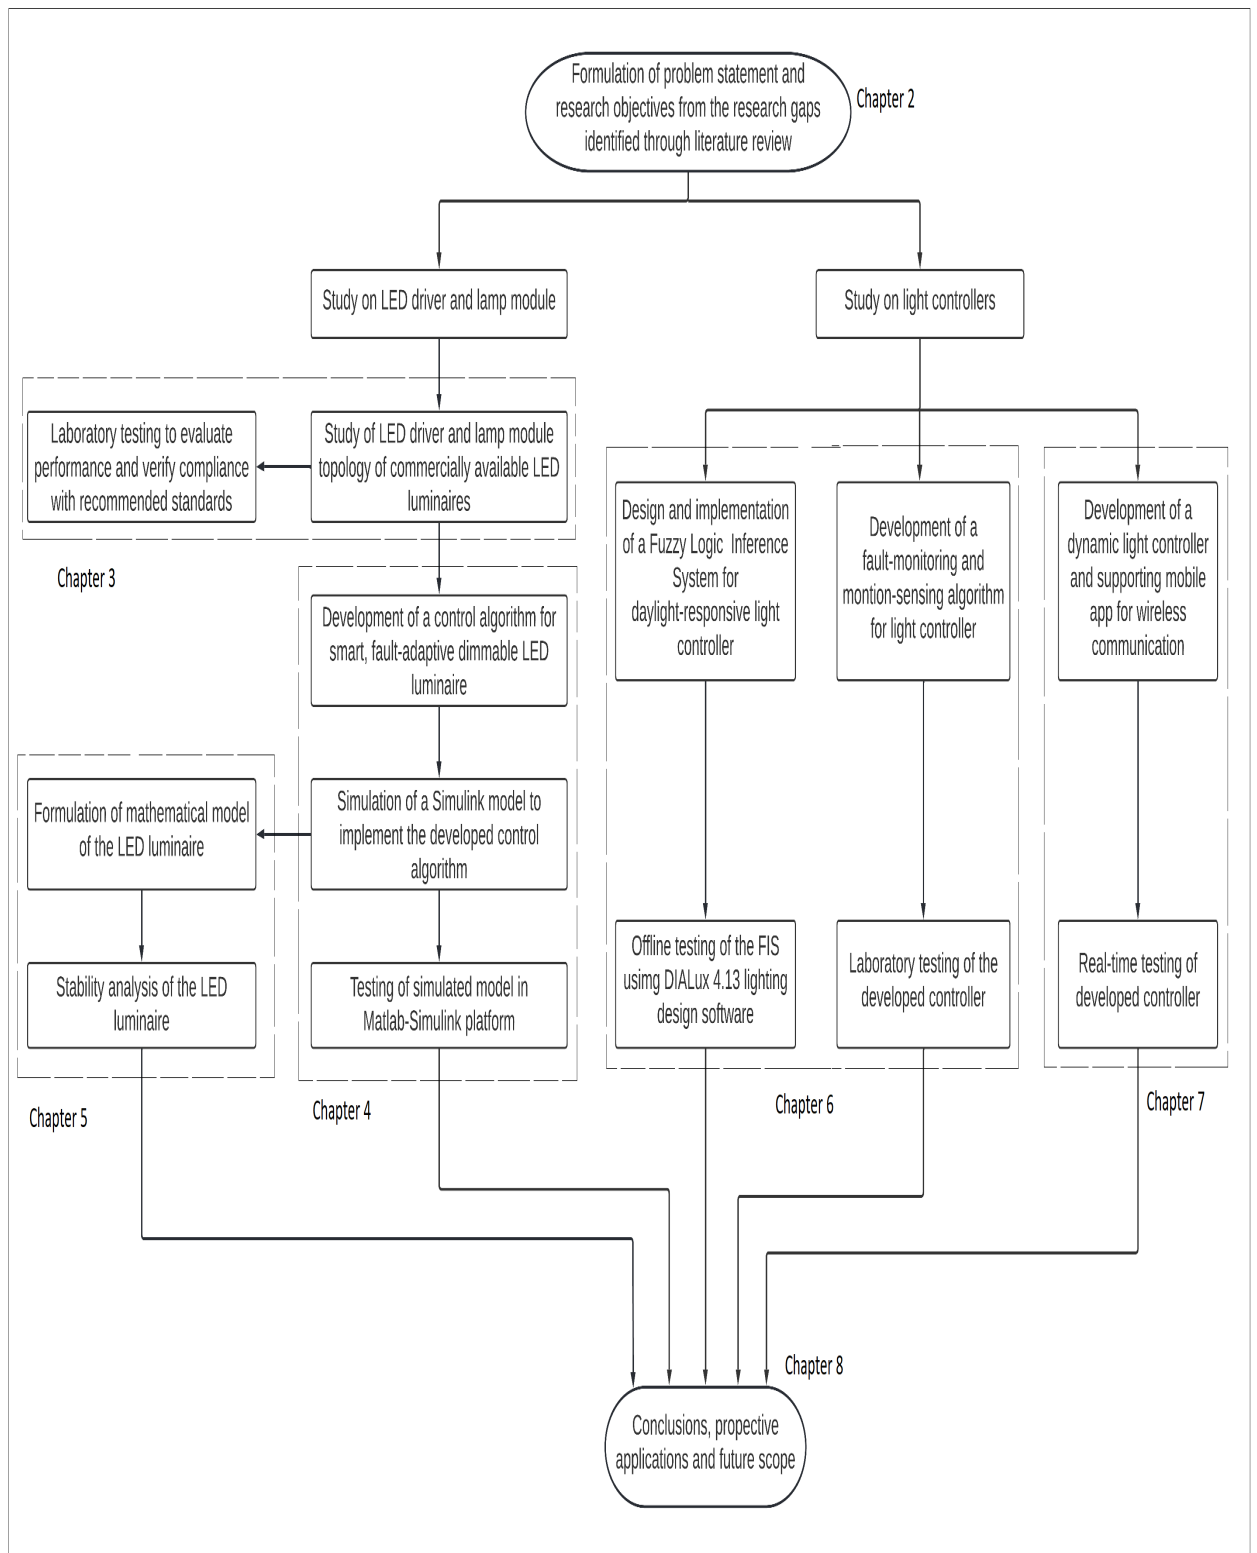 Formulation of problem statement and
research objectives from the research gaps
identified through literature review
Chapter 2
Study on LED driver and lamp module
Study on light controllers
Laboratory testing to evaluate
performance and verify compliance
with recommended standards
Study of LED driver and lamp module
topology of commercially available LED
luminaires
Chapter 3
Development of a control algorithm for
smart, fault-adaptive dimmable LED
luminaire
Formulation of mathematical model
of the LED luminaire
Simulation of a Simulink model to
implement the developed control
algorithm
Stability analysis of the LED
luminaire
Testing of simulated model in
Matlab-Simulink platform
Chapter 5
Chapter 4
Design and implementation
of a Fuzzy Logic Inference
System for
daylight-responsive light
controller
Development of a
fault-monitoring and
montion-sensing algorithm
for light controller
Development of a
dynamic light controller
and supporting mobile
app for wireless
communication
Offline testing of the FIS
usimg DIALux 4.13 lighting
design software
Laboratory testing of the
developed controller
Real-time testing of
developed controller
Chapter 6
Chapter 7
Chapter 8
Conclusions, propective
applications and future scope